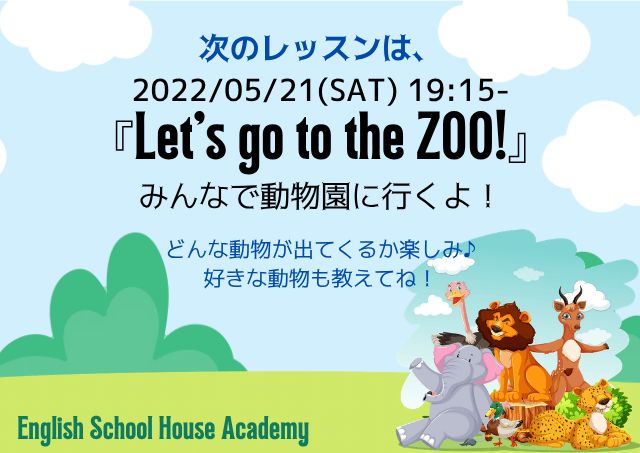 次のレッスンは、
2022/05/21(SAT) 19:15-
『Let's go to the ZOO!』
みんなで動物園に行くよ！
どんな動物が出てくるか楽しみ♪
好きな動物も教えてね！
English School House Academy